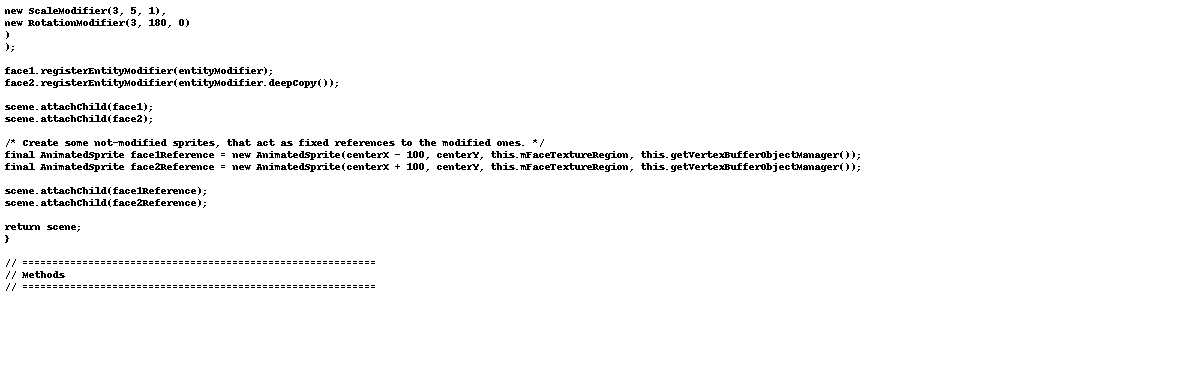 new ScaleModifier(3, 5, 1),
new RotationModifier(3, 180, 0)
)
);
face1.registerEntityModifier(entityModifier);
face2.registerEntityModifier(entityModifier.deepCopy());
scene.attachChild(face1);
scene.attachChild(face2);
/* Create some not-modified sprites, that act as fixed references to the modified ones. */
final AnimatedSprite face1Reference = new AnimatedSprite(centerX - 100, centerY, this.mFaceTextureRegion, this.getVertexBufferObjectManager());
final AnimatedSprite face2Reference = new AnimatedSprite(centerX + 100, centerY, this.mFaceTextureRegion, this.getVertexBufferObjectManager());
scene.attachChild(face1Reference);
scene.attachChild(face2Reference);
return scene;
}
// ===========================================================
// Methods
// ===========================================================